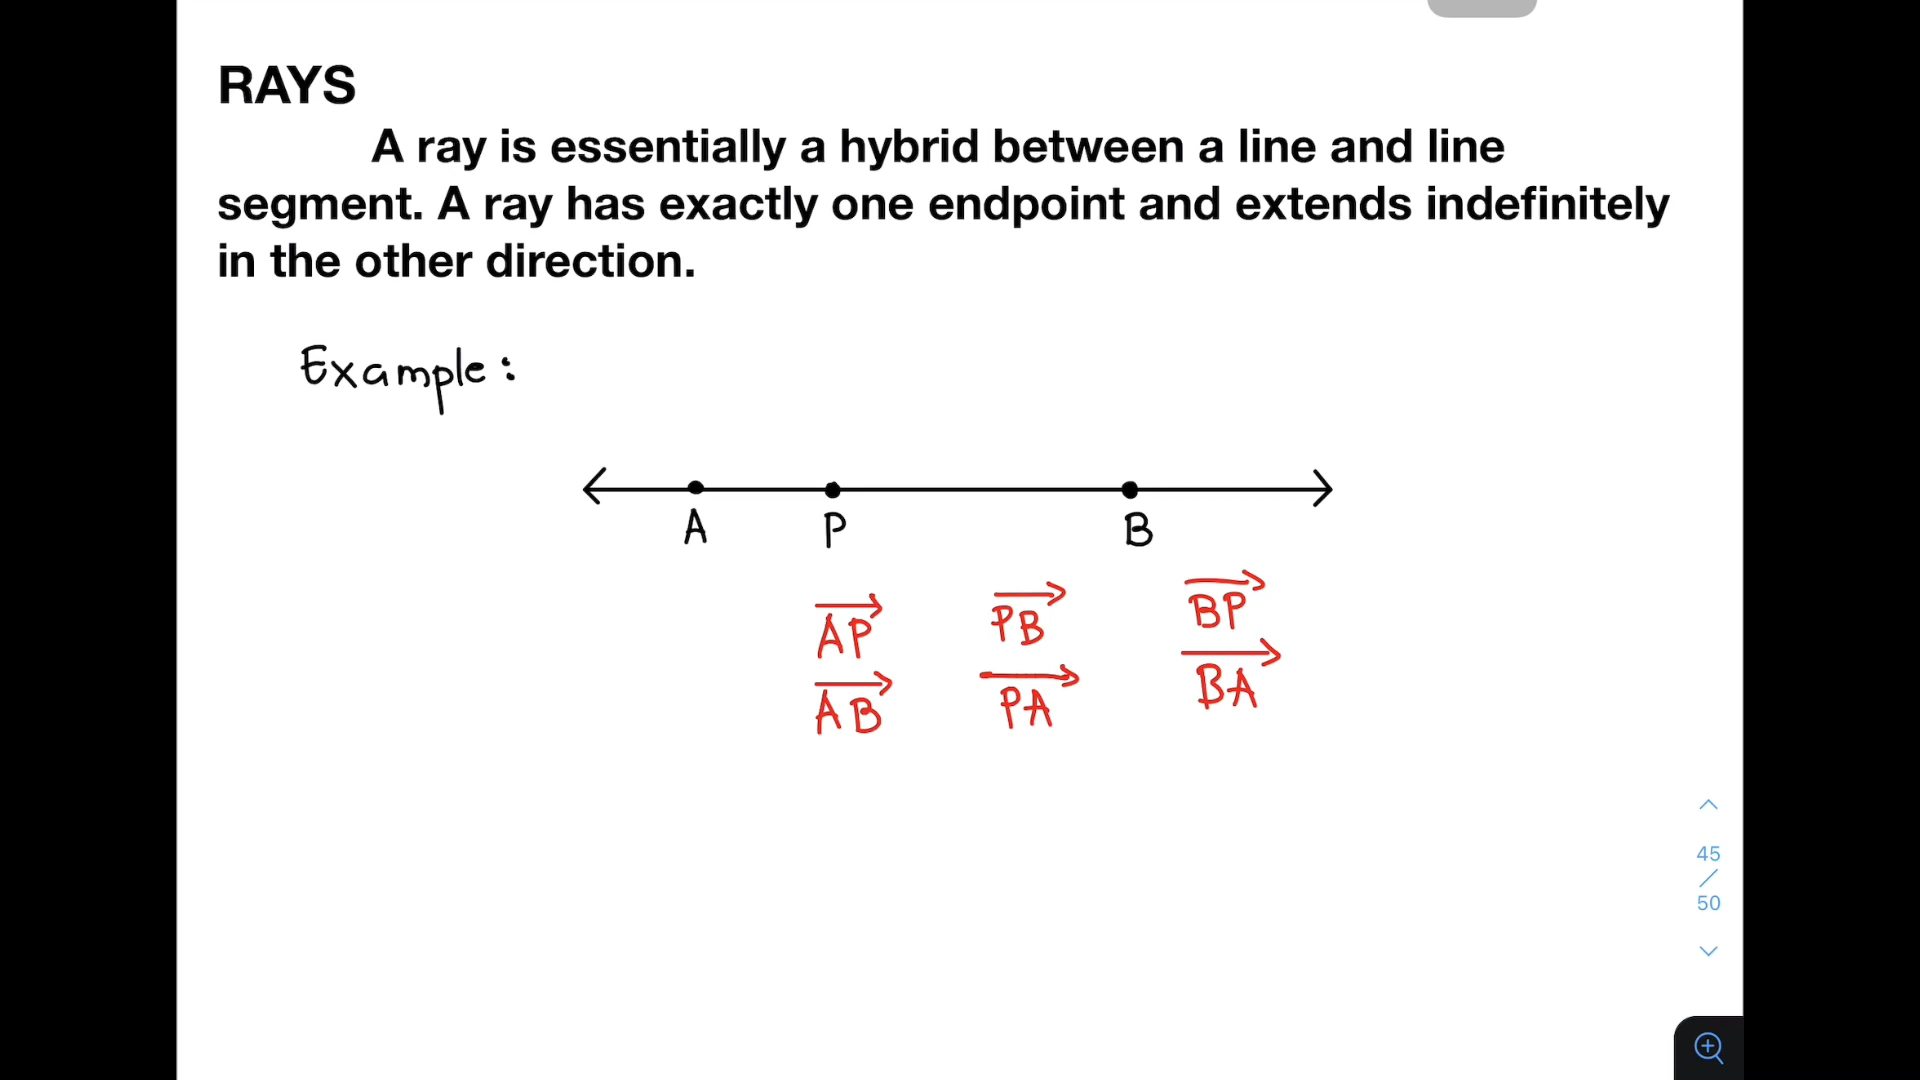 RAYS
A ray is essentially a hybrid between a line and line
segment. A ray has exactly one endpoint and extends indefinitely
in the other direction.
Example:
A P B
AP PB BP
AB PA BA
45
/
50